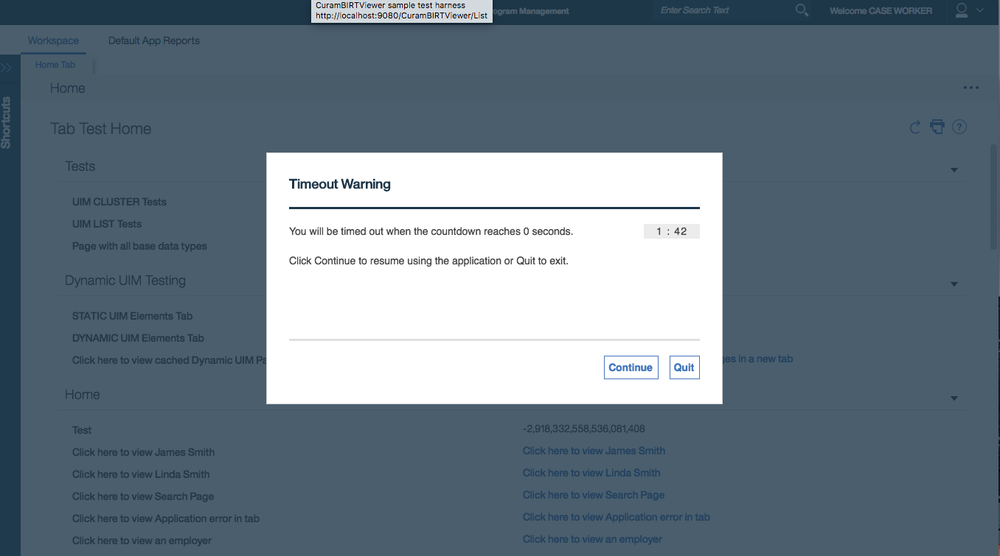 CuramBIRTViewer sample test harness
http://localhost:9080/CuramBIRTViewer/List
ogram Management
Enter Search Text
Welcome CASE WORKER
Workspace
Default App Reports
Home Tab
Home
Shortcuts
Tab Test Home
?
Tests
UIM CLUSTER Tests
UIM LIST Tests
Page with all base data types
Dynamic UIM Testing
STATIC UIM Elements Tab
DYNAMIC UIM Elements Tab
Click here to view cached Dynamic UIM Pa
ges in a new tab
Timeout Warning
You will be timed out when the countdown reaches 0 seconds.
1 : 42
Click Continue to resume using the application or Quit to exit.
Continue
Quit
Home
Test
-2,918,332,558,536,081,408
Click here to view James Smith
Click here to view James Smith
Click here to view Linda Smith
Click here to view Linda Smith
Click here to view Search Page
Click here to view Search Page
Click here to view Application error in tab
Click here to view Application error in tab
Click here to view an employer
Click here to view an employer